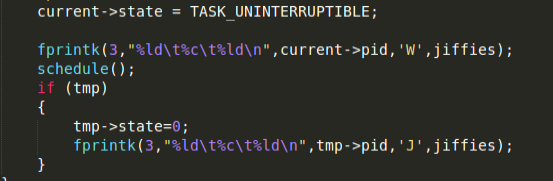 current->state = TASK_UNINTERRUPTIBLE;
fprintk(3,"%ld\t%c\t%ld\n",current->pid,'W',jiffies);
schedule();
if (tmp)
{
tmp->state=0;
fprintk(3,"%ld\t%c\t%ld\n",tmp->pid,'J',jiffies);
}